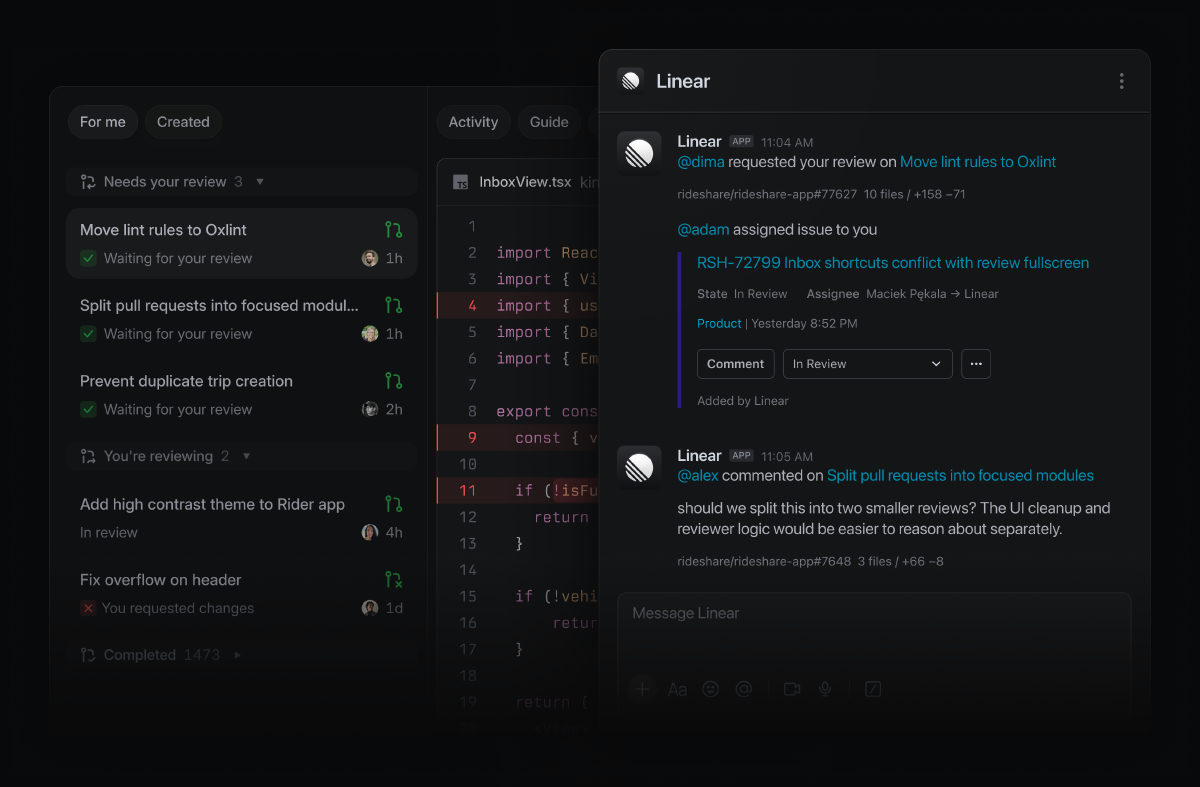 For me
Created
Needs your review 3
Move lint rules to Oxlint
Waiting for your review
1h
Split pull requests into focused modul...
Waiting for your review
1h
Prevent duplicate trip creation
Waiting for your review
2h
You're reviewing 2
Add high contrast theme to Rider app
In review
4h
Fix overflow on header
You requested changes
1d
Completed 1473
Activity
Guide
TS InboxView.tsx
1
2 import Reac
3 import { Vi
4 import { us
5 import { Da
6 import { Em
7
8 export cons
9 const { v
10
11 if (!isFu
12 return
13 }
14
15 if (!vehi
16 retur
17 }
18
19 return (
Linear
Linear APP 11:04 AM
@dima requested your review on Move lint rules to Oxlint
rideshare/rideshare-app#77627 10 files / +158 −71
@adam assigned issue to you
RSH-72799 Inbox shortcuts conflict with review fullscreen
State In Review Assignee Maciek Pękala → Linear
Product | Yesterday 8:52 PM
Comment
In Review
Added by Linear
Linear APP 11:05 AM
@alex commented on Split pull requests into focused modules
should we split this into two smaller reviews? The UI cleanup and
reviewer logic would be easier to reason about separately.
rideshare/rideshare-app#7648 3 files / +66 −8
Message Linear
Aa